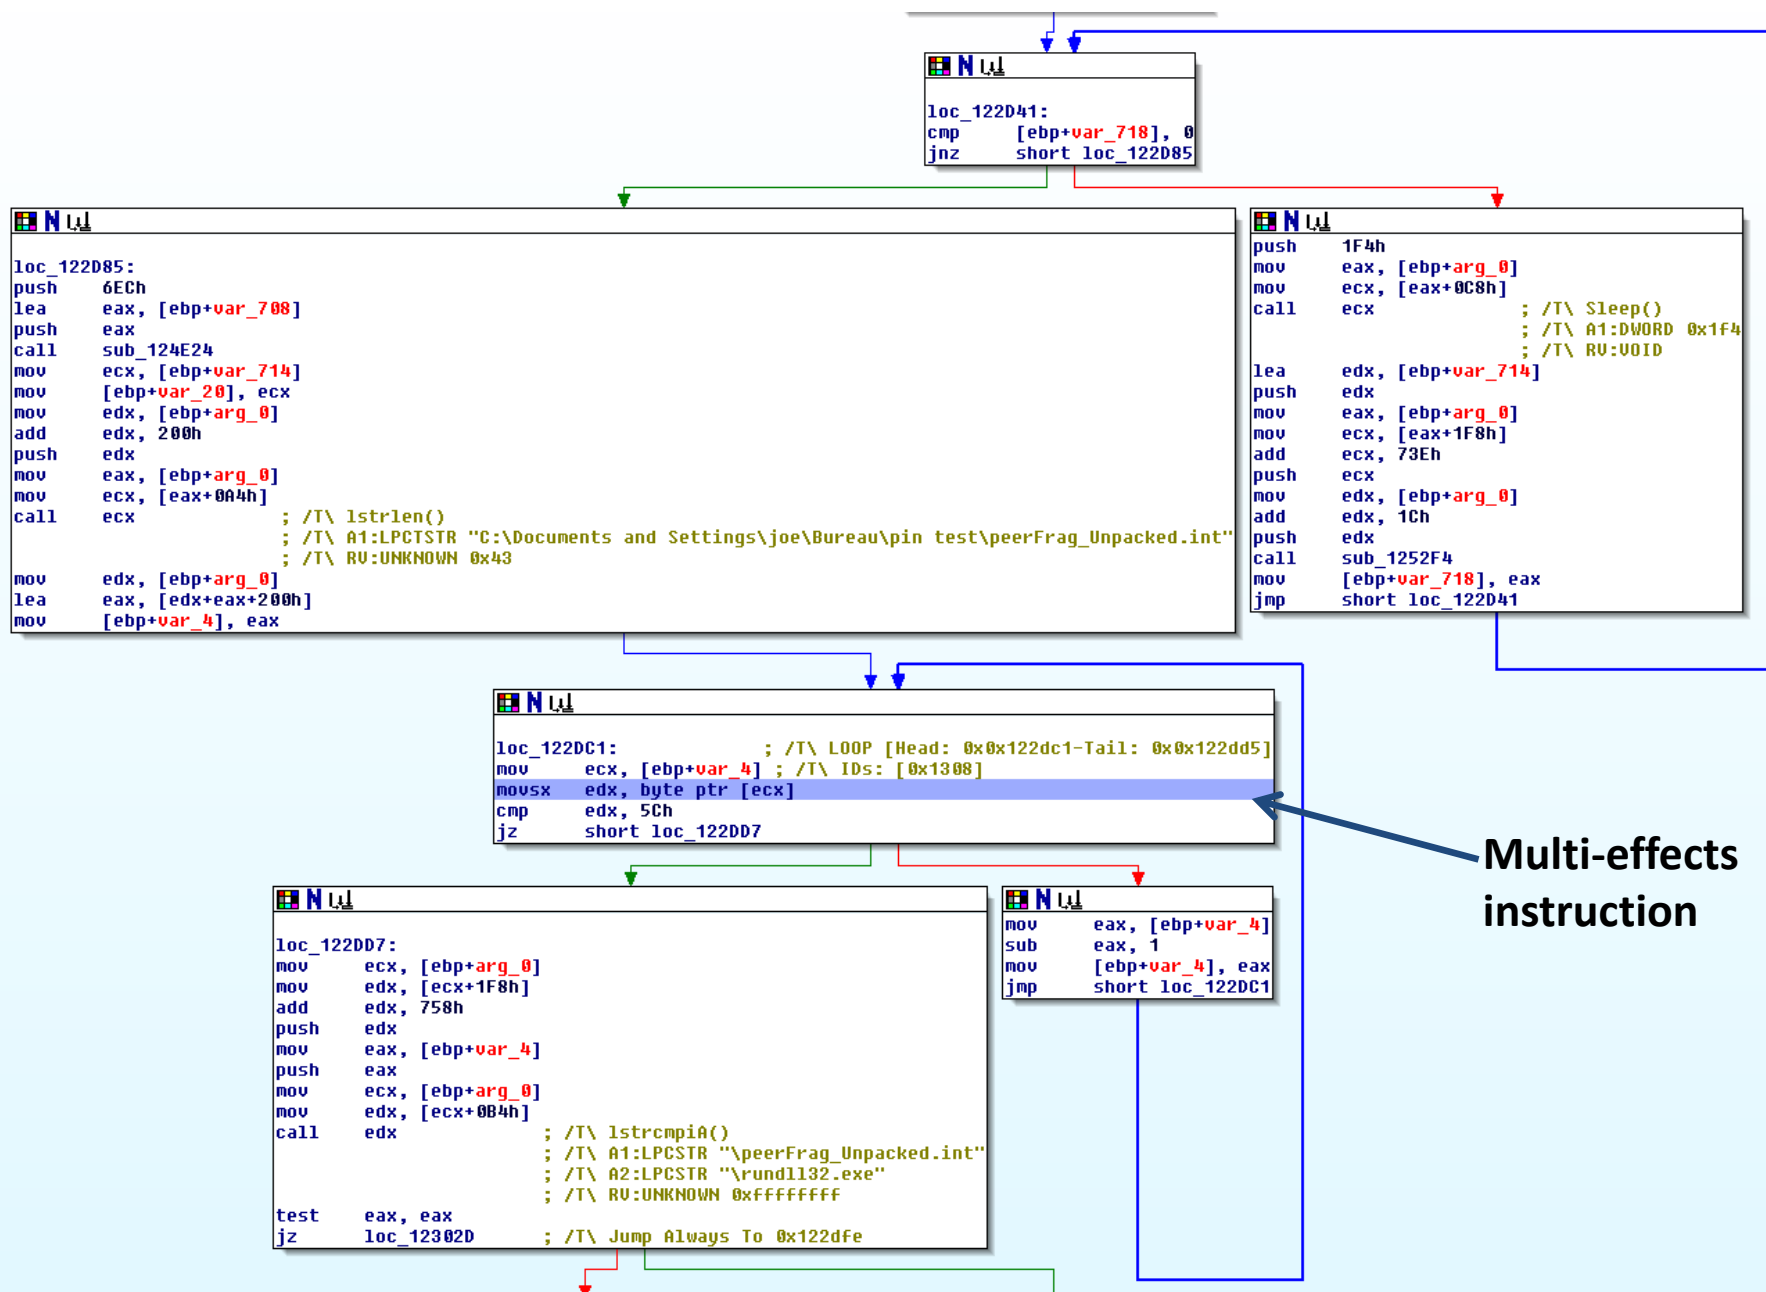 loc_122D41:
cmp [ebp+var_718], 0
jnz short loc_122D85
loc_122D85:
push 6ECh
lea eax, [ebp+var_708]
push eax
call sub_124E24
mov ecx, [ebp+var_714]
mov [ebp+var_20], ecx
mov edx, [ebp+arg_0]
add edx, 200h
push edx
mov eax, [ebp+arg_0]
mov ecx, [eax+0A4h]
call ecx ; /T\ lstrlen()
; /T\ A1:LPCTSTR "C:\Documents and Settings\joe\Bureau\pin test\peerFrag_Unpacked.int"
; /T\ RV:UNKNOWN 0x43
mov edx, [ebp+arg_0]
lea eax, [edx+eax+200h]
mov [ebp+var_4], eax
push 1F4h
mov eax, [ebp+arg_0]
mov ecx, [eax+0C8h]
call ecx ; /T\ Sleep()
; /T\ A1:DWORD 0x1f4
; /T\ RV:VOID
lea edx, [ebp+var_714]
push edx
mov eax, [ebp+arg_0]
mov ecx, [eax+1F8h]
add ecx, 73Eh
push ecx
mov edx, [ebp+arg_0]
add edx, 1Ch
push edx
call sub_1252F4
mov [ebp+var_718], eax
jmp short loc_122D41
loc_122DC1: ; /T\ LOOP [Head: 0x0x122dc1-Tail: 0x0x122dd5]
mov ecx, [ebp+var_4] ; /T\ IDs: [0x1308]
movsx edx, byte ptr [ecx]
cmp edx, 5Ch
jz short loc_122DD7
Multi-effects
instruction
loc_122DD7:
mov ecx, [ebp+arg_0]
mov edx, [ecx+1F8h]
add edx, 758h
push edx
mov eax, [ebp+var_4]
push eax
mov ecx, [ebp+arg_0]
mov edx, [ecx+0B4h]
call edx ; /T\ lstrcmpiA()
; /T\ A1:LPCSTR "\peerFrag_Unpacked.int"
; /T\ A2:LPCSTR "\rundll32.exe"
; /T\ RV:UNKNOWN 0xffffffff
test eax, eax
jz loc_12302D ; /T\ Jump Always To 0x122dfe
mov eax, [ebp+var_4]
sub eax, 1
mov [ebp+var_4], eax
jmp short loc_122DC1